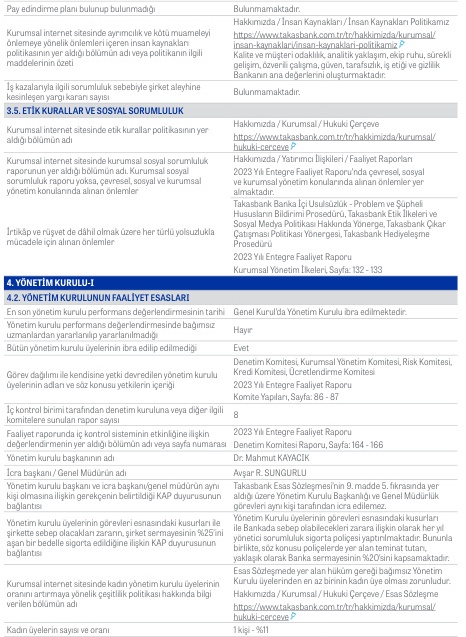 Pay edindirme planı bulunup bulunmadığı
Bulunmamaktadır.
Kurumsal internet sitesinde ayrımcılık ve kötü muameleyi
önlemeye yönelik önlemleri içeren insan kaynakları
politikasının yer aldığı bölümün adı veya politikanın ilgili
maddelerinin özeti
Hakkımızda / İnsan Kaynakları / İnsan Kaynakları Politikamız
https://www.takasbank.com.tr/tr/hakkimizda/kurumsal/
insan-kaynaklari/insan-kaynaklari-politikamiz
Kalite ve müşteri odaklılık, analitik yaklaşım, ekip ruhu, sürekli
gelişim, özverili çalışma, güven, tarafsızlık, iş etiği ve gizlilik
Bankanın ana değerlerini oluşturmaktadır.
İş kazalarıyla ilgili sorumluluk sebebiyle şirket aleyhine
kesinleşen yargı kararı sayısı
Bulunmamaktadır.
3.5. ETİK KURALLAR VE SOSYAL SORUMLULUK
Kurumsal internet sitesinde etik kurallar politikasının yer
aldığı bölümün adı
Hakkımızda / Kurumsal / Hukuki Çerçeve
https://www.takasbank.com.tr/tr/hakkimizda/kurumsal/
hukuki-cerceve
Kurumsal internet sitesinde kurumsal sosyal sorumluluk
raporunun yer aldığı bölümün adı. Kurumsal sosyal
sorumluluk raporu yoksa, çevresel, sosyal ve kurumsal
yönetim konularında alınan önlemler
Hakkımızda / Yatırımcı İlişkileri / Faaliyet Raporları
2023 Yılı Entegre Faaliyet Raporu'nda çevresel, sosyal
ve kurumsal yönetim konularında alınan önlemler yer
almaktadır.
İrtikâp ve rüşvet de dâhil olmak üzere her türlü yolsuzlukla
mücadele için alınan önlemler
Takasbank Banka İçi Usulsüzlük - Problem ve Şüpheli
Hususların Bildirimi Prosedürü, Takasbank Etik İlkeleri ve
Sosyal Medya Politikası Hakkında Yönerge, Takasbank Çıkar
Çatışması Politikası Yönergesi, Takasbank Hediyeleşme
Prosedürü
2023 Yılı Entegre Faaliyet Raporu
Kurumsal Yönetim İlkeleri, Sayfa: 132 - 133
4. YÖNETİM KURULU-I
4.2. YÖNETİM KURULUNUN FAALİYET ESASLARI
En son yönetim kurulu performans değerlendirmesinin tarihi
Genel Kurul'da Yönetim Kurulu ibra edilmektedir.
Yönetim kurulu performans değerlendirmesinde bağımsız
uzmanlardan yararlanılıp yararlanılmadığı
Hayır
Bütün yönetim kurulu üyelerinin ibra edilip edilmediği
Evet
Görev dağılımı ile kendisine yetki devredilen yönetim kurulu
üyelerinin adları ve söz konusu yetkilerin içeriği
Denetim Komitesi, Kurumsal Yönetim Komitesi, Risk Komitesi,
Kredi Komitesi, Ücretlendirme Komitesi
2023 Yılı Entegre Faaliyet Raporu
Komite Yapıları, Sayfa: 86 - 87
İç kontrol birimi tarafından denetim kuruluna veya diğer ilgili
komitelere sunulan rapor sayısı
8
Faaliyet raporunda iç kontrol sisteminin etkinliğine ilişkin
değerlendirmenin yer aldığı bölümün adı veya sayfa numarası
2023 Yılı Entegre Faaliyet Raporu
Denetim Komitesi Raporu, Sayfa: 164 - 166
Yönetim kurulu başkanının adı
Dr. Mahmut KAYACIK
İcra başkanı / Genel Müdürün adı
Avşar R. SUNGURLU
Yönetim kurulu başkanı ve icra başkanı/genel müdürün aynı
kişi olmasına ilişkin gerekçenin belirtildiği KAP duyurusunun
bağlantısı
Takasbank Esas Sözleşmesi'nin 9. madde 5. fıkrasında yer
aldığı üzere Yönetim Kurulu Başkanlığı ve Genel Müdürlük
görevleri aynı kişi tarafından icra edilemez.
Yönetim kurulu üyelerinin görevleri esnasındaki kusurları ile
şirkette sebep olacakları zararın, şirket sermayesinin %25'ini
aşan bir bedelle sigorta edildiğine ilişkin KAP duyurusunun
bağlantısı
Yönetim Kurulu üyelerinin görevleri esnasındaki kusurları
ile Bankada sebep olabilecekleri zarara ilişkin olarak her yıl
yönetici sorumluluk sigorta poliçesi yaptırılmaktadır. Bununla
birlikte, söz konusu poliçelerde yer alan teminat tutarı,
yaklaşık olarak Banka sermayesinin %20'sini kapsamaktadır.
Kurumsal internet sitesinde kadın yönetim kurulu üyelerinin
oranını artırmaya yönelik çeşitlilik politikası hakkında bilgi
verilen bölümün adı
Esas Sözleşmede yer alan hüküm gereği bağımsız Yönetim
Kurulu üyelerinden en az birinin kadın üye olması zorunludur.
Hakkımızda / Kurumsal / Hukuki Çerçeve / Esas Sözleşme
https://www.takasbank.com.tr/tr/hakkimizda/kurumsal/
hukuki-cerceve
Kadın üyelerin sayısı ve oranı
1 kişi - %11